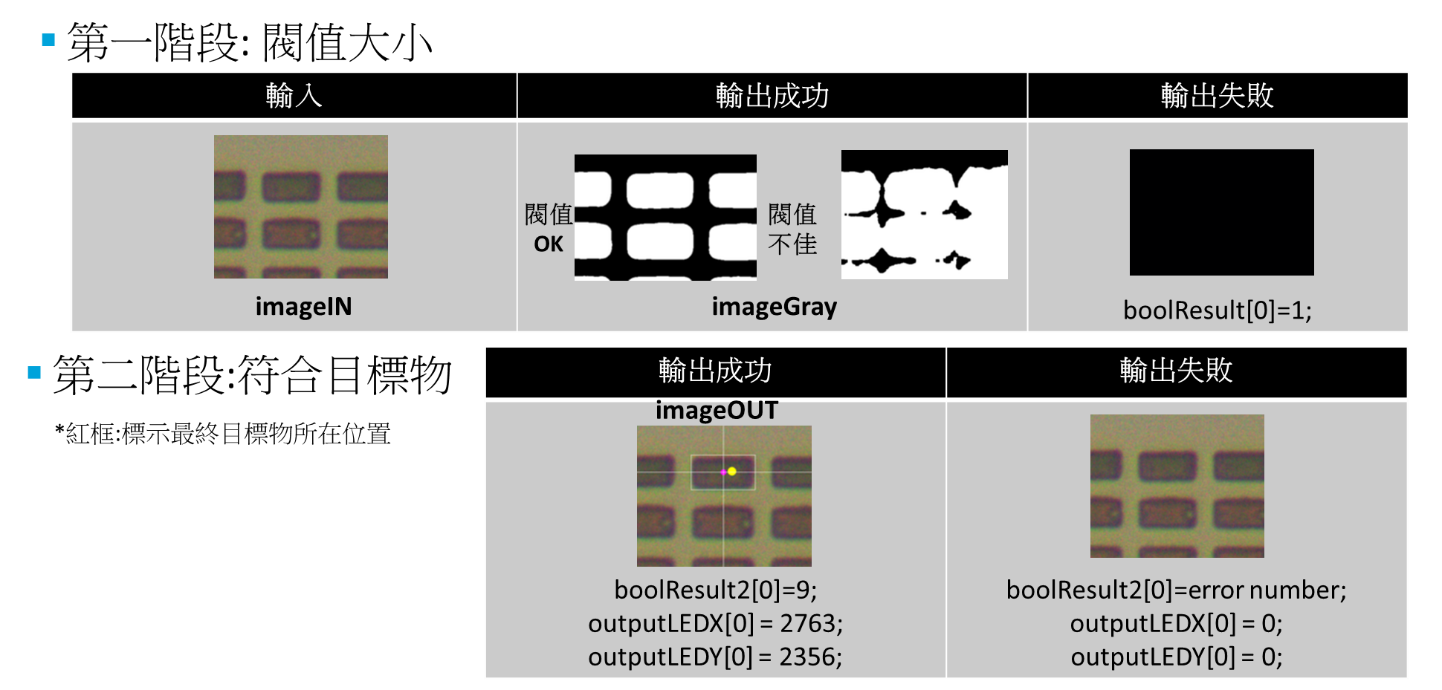 第一階段: 閥值大小
輸入
輸出成功
輸出失敗
閥值
OK
閥值
不佳
imageIN
imageGray
boolResult[0]=1;
第二階段:符合目標物
*紅框:標示最終目標物所在位置
輸出成功
輸出失敗
imageOUT
boolResult2[0]=9;
outputLEDX[0] = 2763;
outputLEDY[0] = 2356;
boolResult2[0]=error number;
outputLEDX[0] = 0;
outputLEDY[0] = 0;